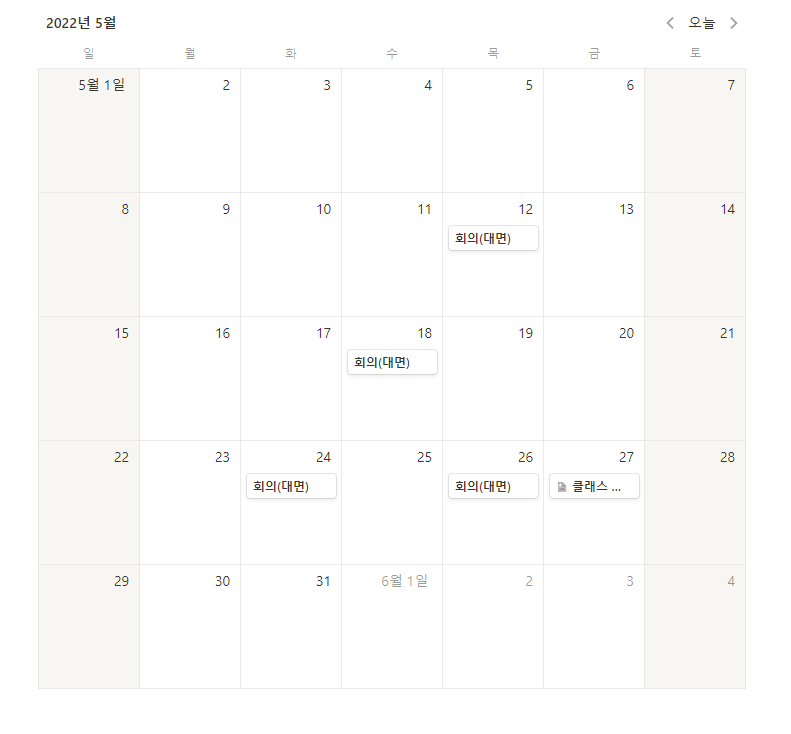 2022년 5월 오늘
일 월 화 수 목 금 토
5월 1일 2 3 4 5 6 7
8 9 10 11 12 13 14
회의(대면)
15 16 17 18 19 20 21
회의(대면)
22 23 24 25 26 27 28
회의(대면) 회의(대면) 클래스 ...
29 30 31 6월 1일 2 3 4